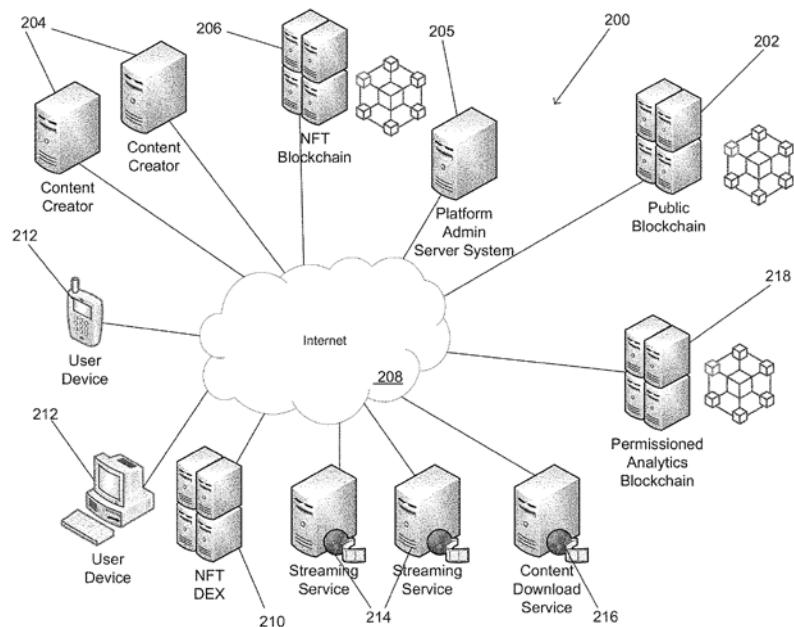 204
206
205
200
202
Content
Creator
Content
Creator
NFT
Blockchain
Platform
Admin
Server System
Public
Blockchain
212
User
Device
Internet
208
218
Permissioned
Analytics
Blockchain
212
User
Device
NFT
DEX
210
Streaming
Service
214
Streaming
Service
Content
Download
Service
216